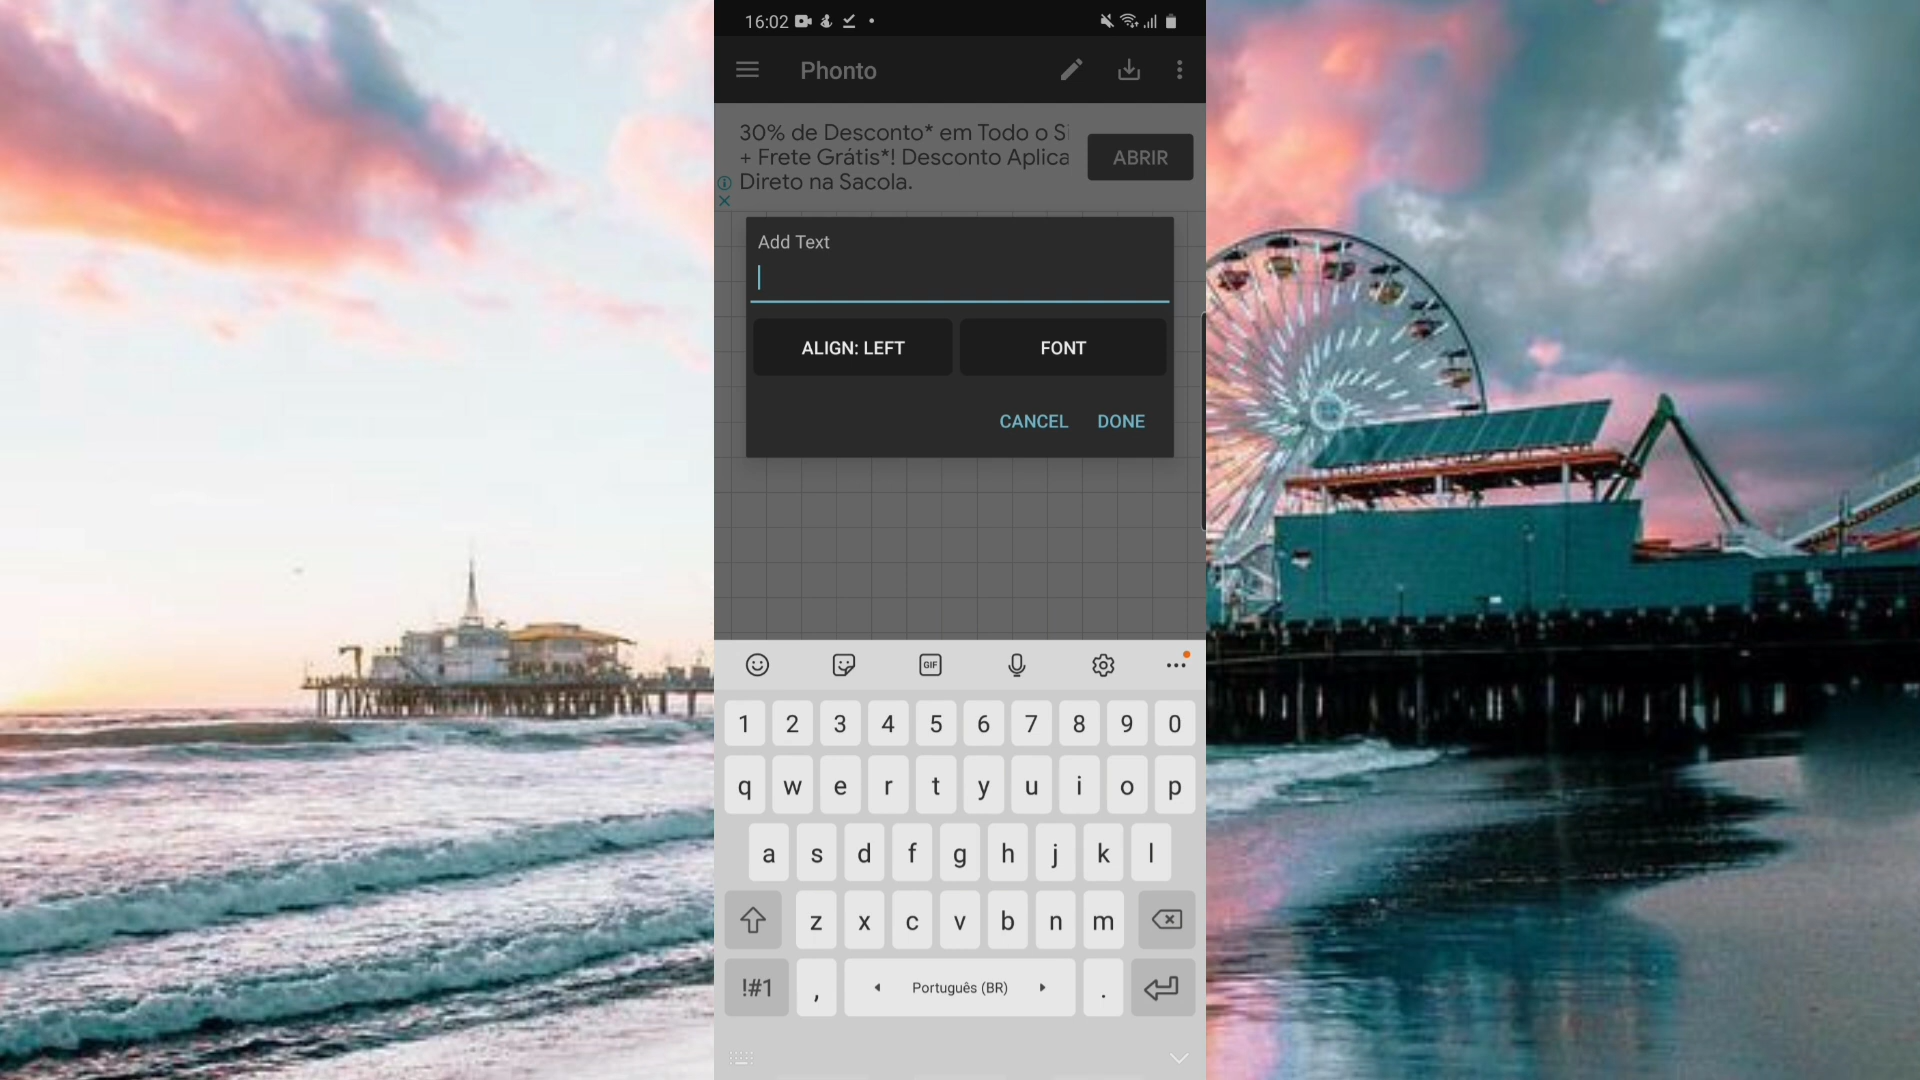 16:02
Phonto
30% de Desconto* em Todo o Si
+ Frete Grátis*! Desconto Aplica
Direto na Sacola.
ABRIR
Add Text
ALIGN: LEFT
FONT
CANCEL
DONE
GIF
1 2 3 4 5 6 7 8 9 0
q w e r t y u i o p
a s d f g h j k l
z x c v b n m
!#1 , Português (BR) .